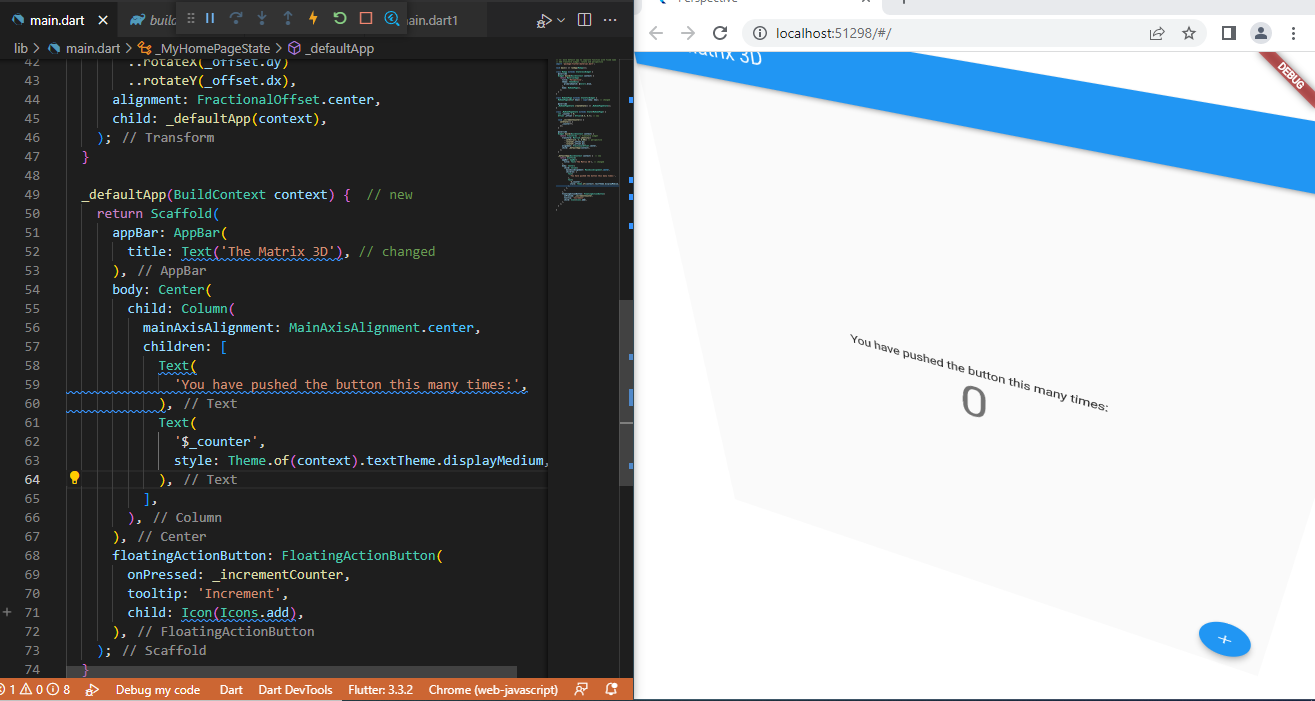 main.dart
build
main.dart1
lib > main.dart > _MyHomePageState > _defaultApp
42 ..rotateX(_offset.dy)
43 ..rotateY(_offset.dx),
44 alignment: FractionalOffset.center,
45 child: _defaultApp(context),
46 ); // Transform
47 }
48
49 _defaultApp(BuildContext context) { // new
50 return Scaffold(
51 appBar: AppBar(
52 title: Text('The Matrix 3D'), // changed
53 ), // AppBar
54 body: Center(
55 child: Column(
56 mainAxisAlignment: MainAxisAlignment.center,
57 children: [
58 Text(
59 'You have pushed the button this many times:',
60 ), // Text
61 Text(
62 '$_counter',
63 style: Theme.of(context).textTheme.displayMedium,
64 ), // Text
65 ],
66 ), // Column
67 ), // Center
68 floatingActionButton: FloatingActionButton(
69 onPressed: _incrementCounter,
70 tooltip: 'Increment',
71 child: Icon(Icons.add),
72 ), // FloatingActionButton
73 ); // Scaffold
74 }
1 0 8 Debug my code Dart Dart DevTools Flutter: 3.3.2 Chrome (web-javascript)
Perspective
localhost:51298/#/
Matrix 3D
DEBUG
You have pushed the button this many times:
0